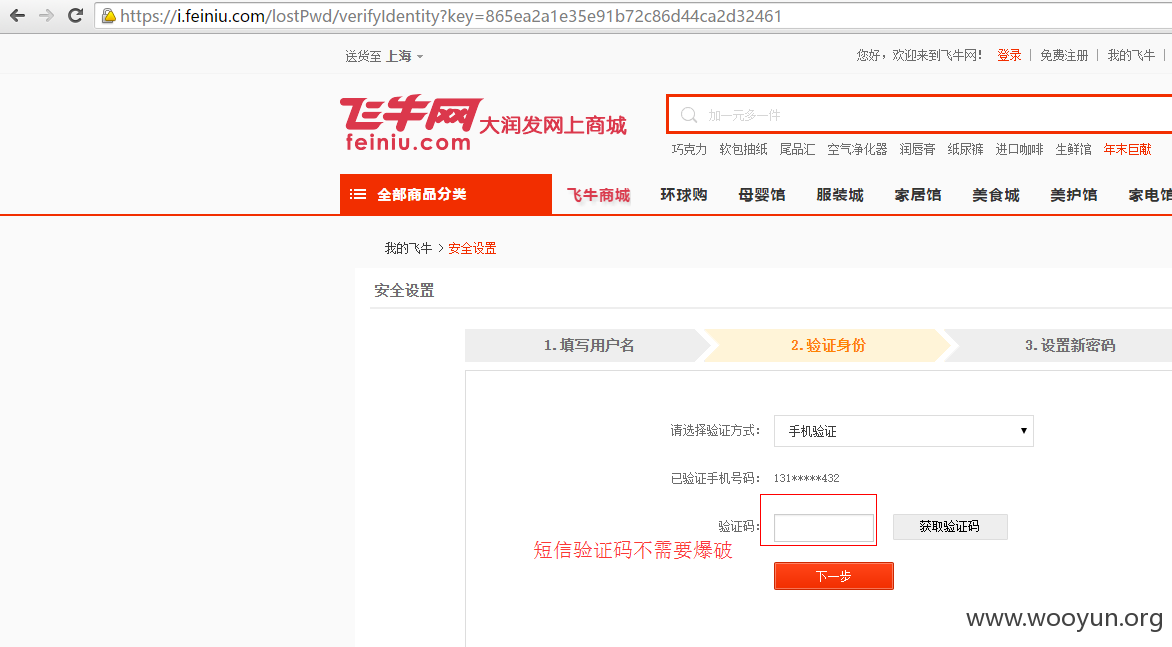 https://i.feiniu.com/lostPwd/verifyIdentity?key=865ea2a1e35e91b72c86d44ca2d32461
送货至 上海 您好，欢迎来到飞牛网！ 登录 | 免费注册 | 我的飞牛 |
飞牛网 大润发网上商城
feiniu.com
加一元多一件
巧克力 软包抽纸 尾品汇 空气净化器 润唇膏 纸尿裤 进口咖啡 生鲜馆 年末巨献
全部商品分类 飞牛商城 环球购 母婴馆 服装城 家居馆 美食城 美护馆 家电馆
我的飞牛 > 安全设置
安全设置
1.填写用户名 2.验证身份 3.设置新密码
请选择验证方式： 手机验证
已验证手机号码： 131*****432
验证码： 获取验证码
短信验证码不需要爆破
下一步
www.wooyun.org